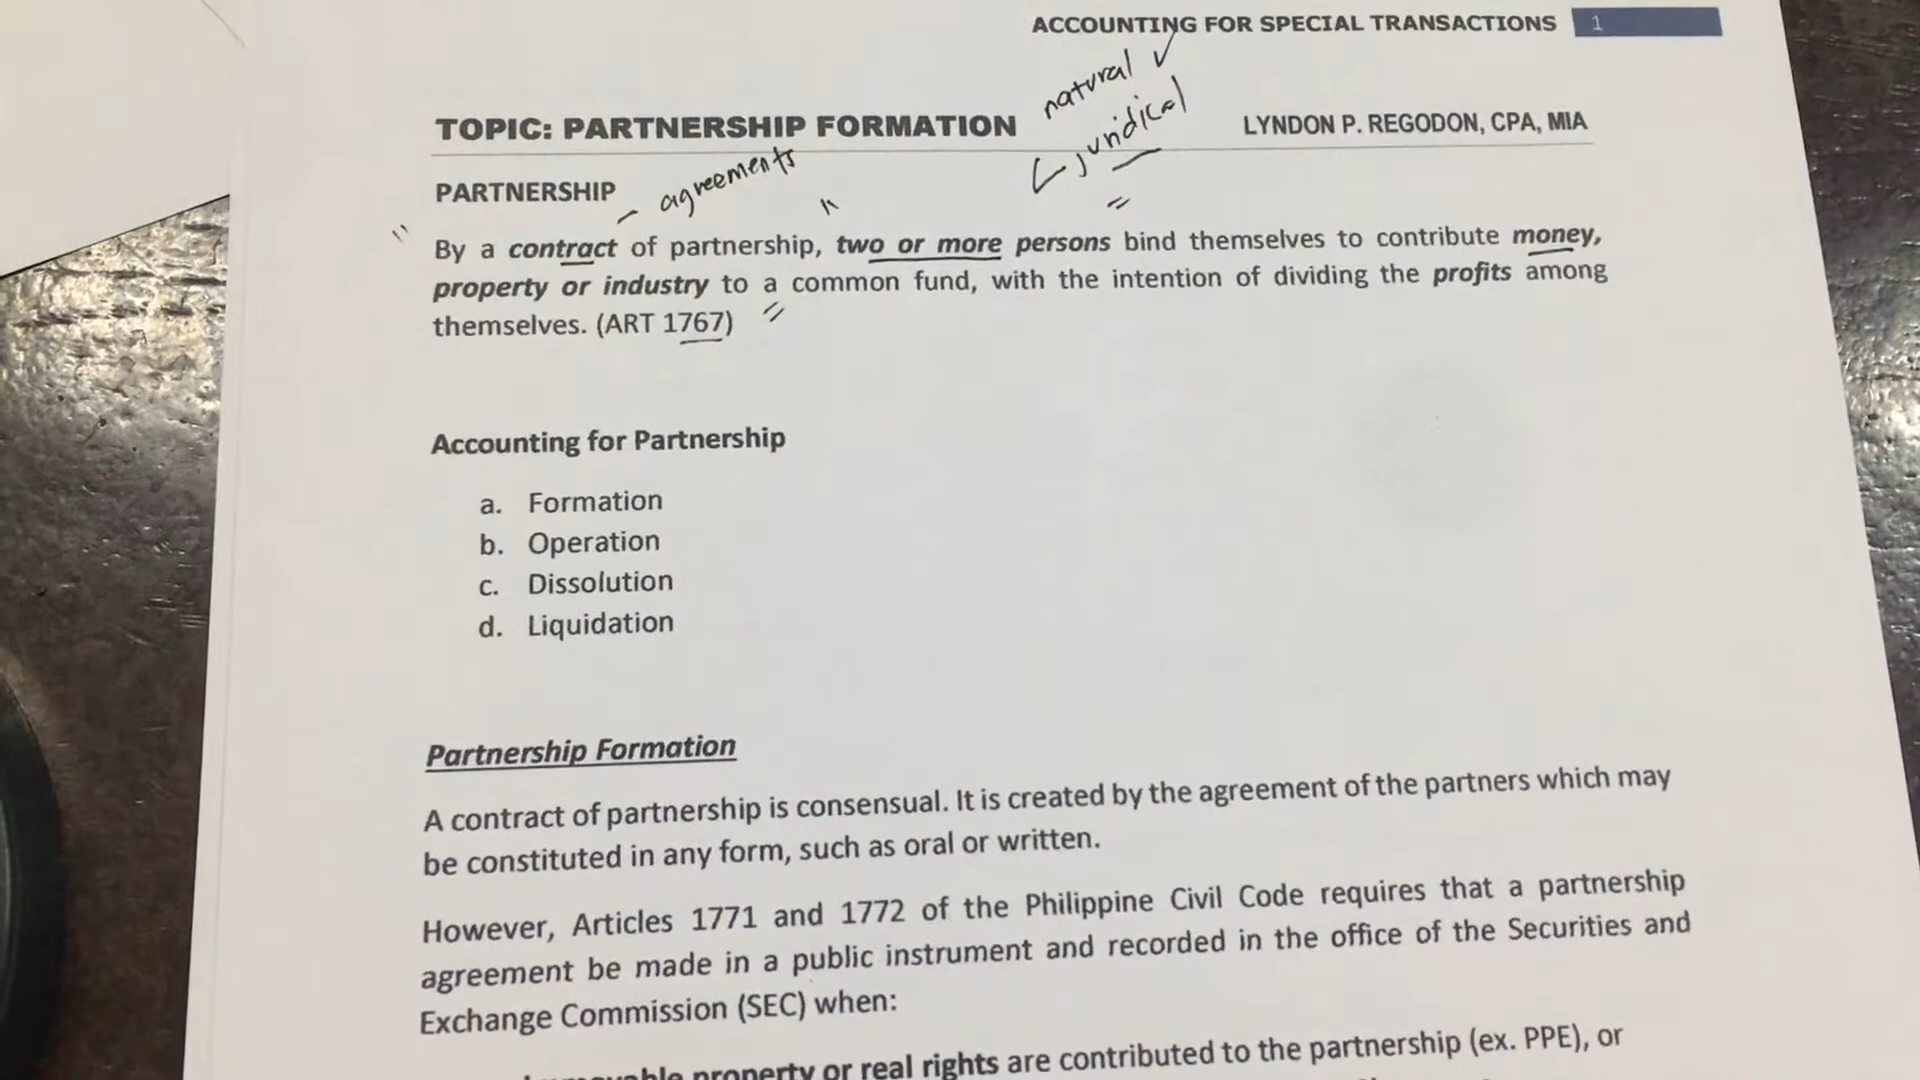 ACCOUNTING FOR SPECIAL TRANSACTIONS 1
natural
TOPIC: PARTNERSHIP FORMATION
juridical
LYNDON P. REGODON, CPA, MIA
PARTNERSHIP
agreements
By a contract of partnership, two or more persons bind themselves to contribute money,
property or industry to a common fund, with the intention of dividing the profits among
themselves. (ART 1767)
Accounting for Partnership
a. Formation
b. Operation
c. Dissolution
d. Liquidation
Partnership Formation
A contract of partnership is consensual. It is created by the agreement of the partners which may
be constituted in any form, such as oral or written.
However, Articles 1771 and 1772 of the Philippine Civil Code requires that a partnership
agreement be made in a public instrument and recorded in the office of the Securities and
Exchange Commission (SEC) when:
property or real rights are contributed to the partnership (ex. PPE), or